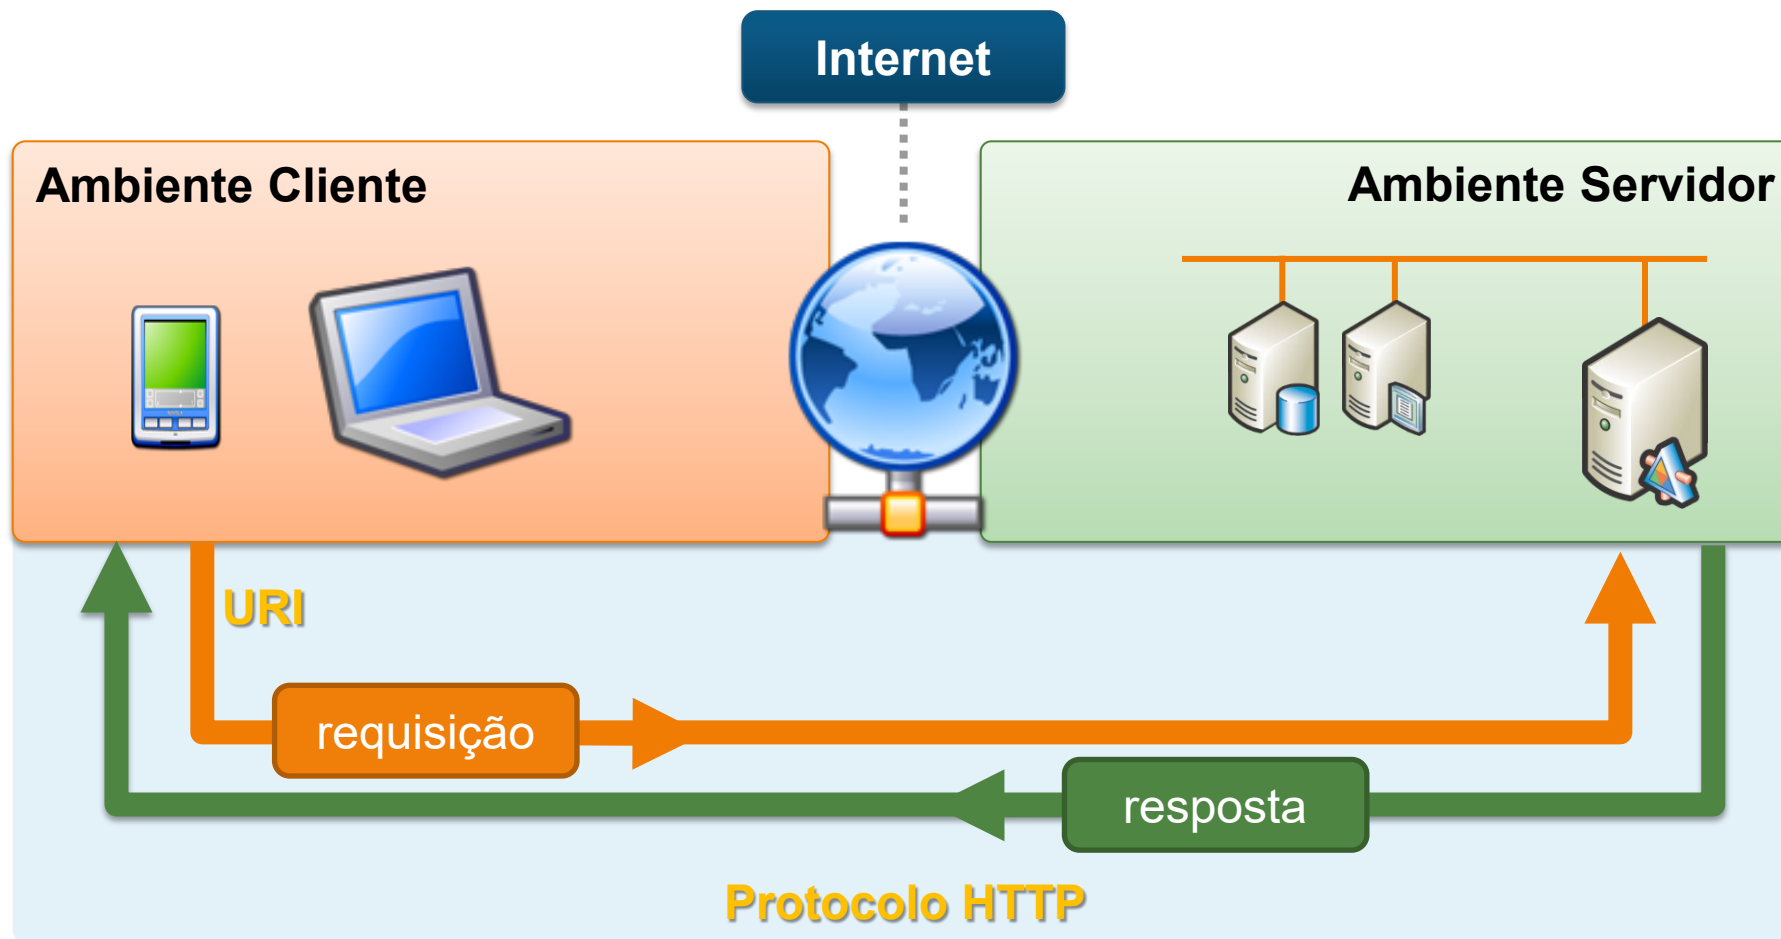 Internet
Ambiente Cliente
Ambiente Servidor
URI
requisição
resposta
Protocolo HTTP